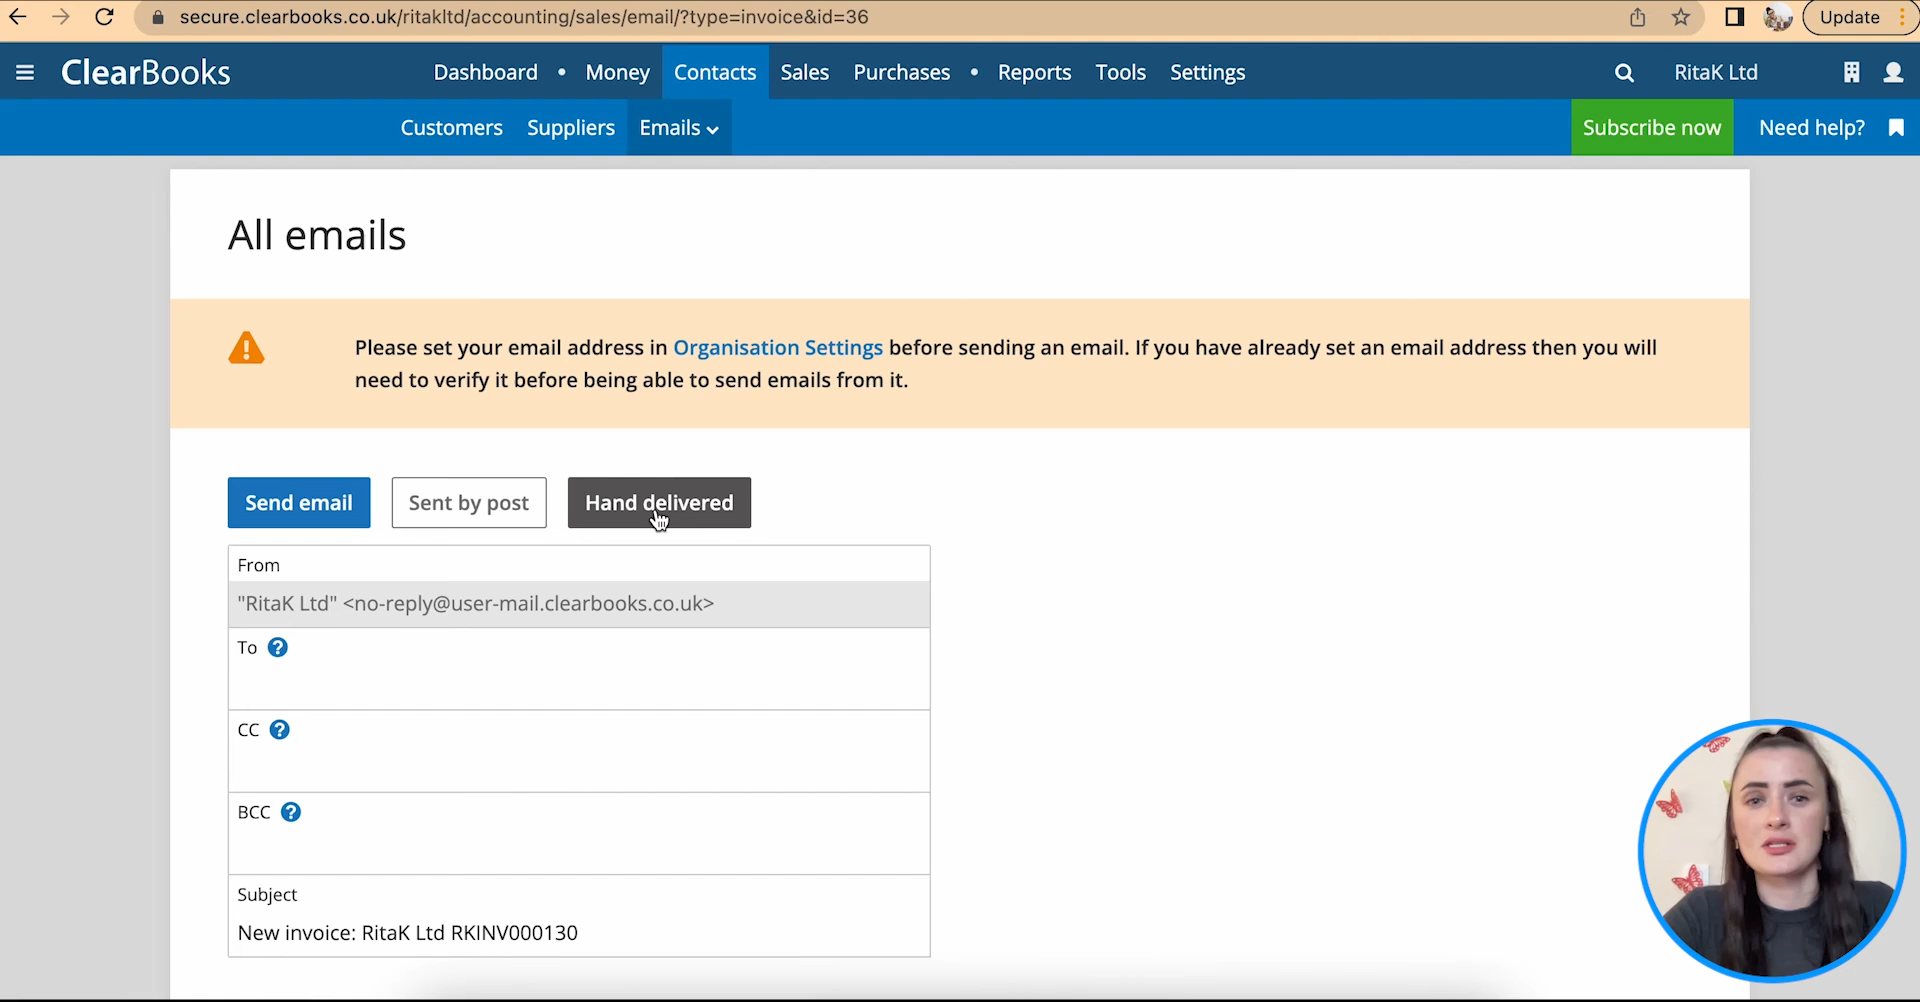 secure.clearbooks.co.uk/ritakltd/accounting/sales/email/?type=invoice&id=36
Update
ClearBooks
Dashboard • Money Contacts Sales Purchases • Reports Tools Settings
RitaK Ltd
Customers Suppliers Emails
Subscribe now
Need help?
All emails
Please set your email address in Organisation Settings before sending an email. If you have already set an email address then you will
need to verify it before being able to send emails from it.
Send email
Sent by post
Hand delivered
From
"RitaK Ltd" <no-reply@user-mail.clearbooks.co.uk>
To ?
CC ?
BCC ?
Subject
New invoice: RitaK Ltd RKINV000130